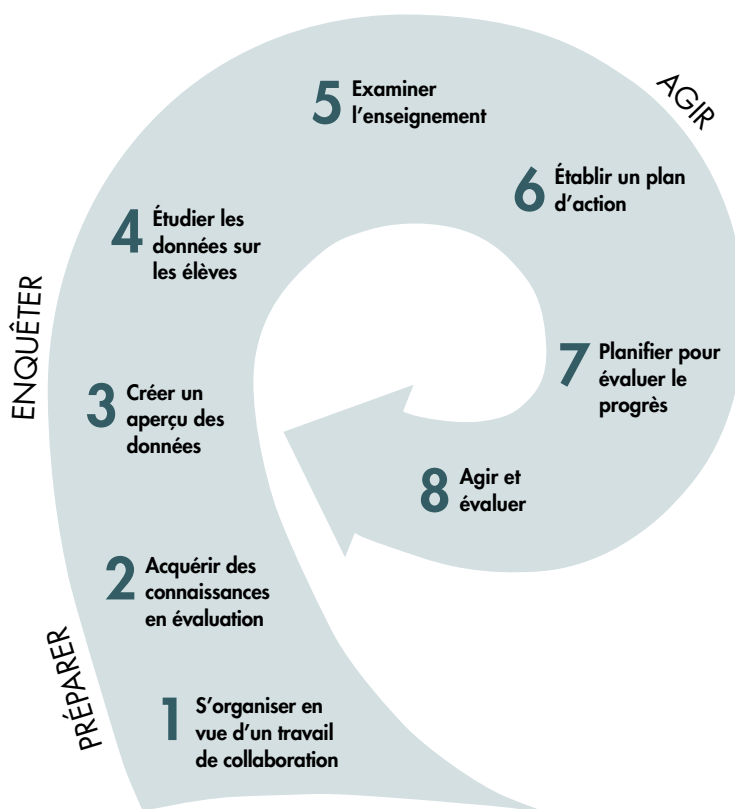 PRÉPARER
1 S’organiser en
vue d’un travail
de collaboration
2 Acquérir des
connaissances
en évaluation
ENQUÊTER
3 Créer un
aperçu des
données
4 Étudier les
données sur
les élèves
5 Examiner
l’enseignement
AGIR
6 Établir un plan
d’action
7 Planifier pour
évaluer le
progrès
8 Agir et
évaluer